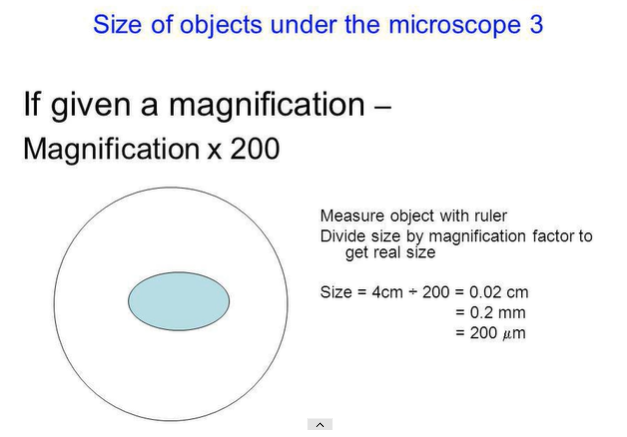 Size of objects under the microscope 3
If given a magnification –
Magnification x 200
Measure object with ruler
Divide size by magnification factor to
get real size
Size = 4cm ÷ 200 = 0.02 cm
= 0.2 mm
= 200 μm